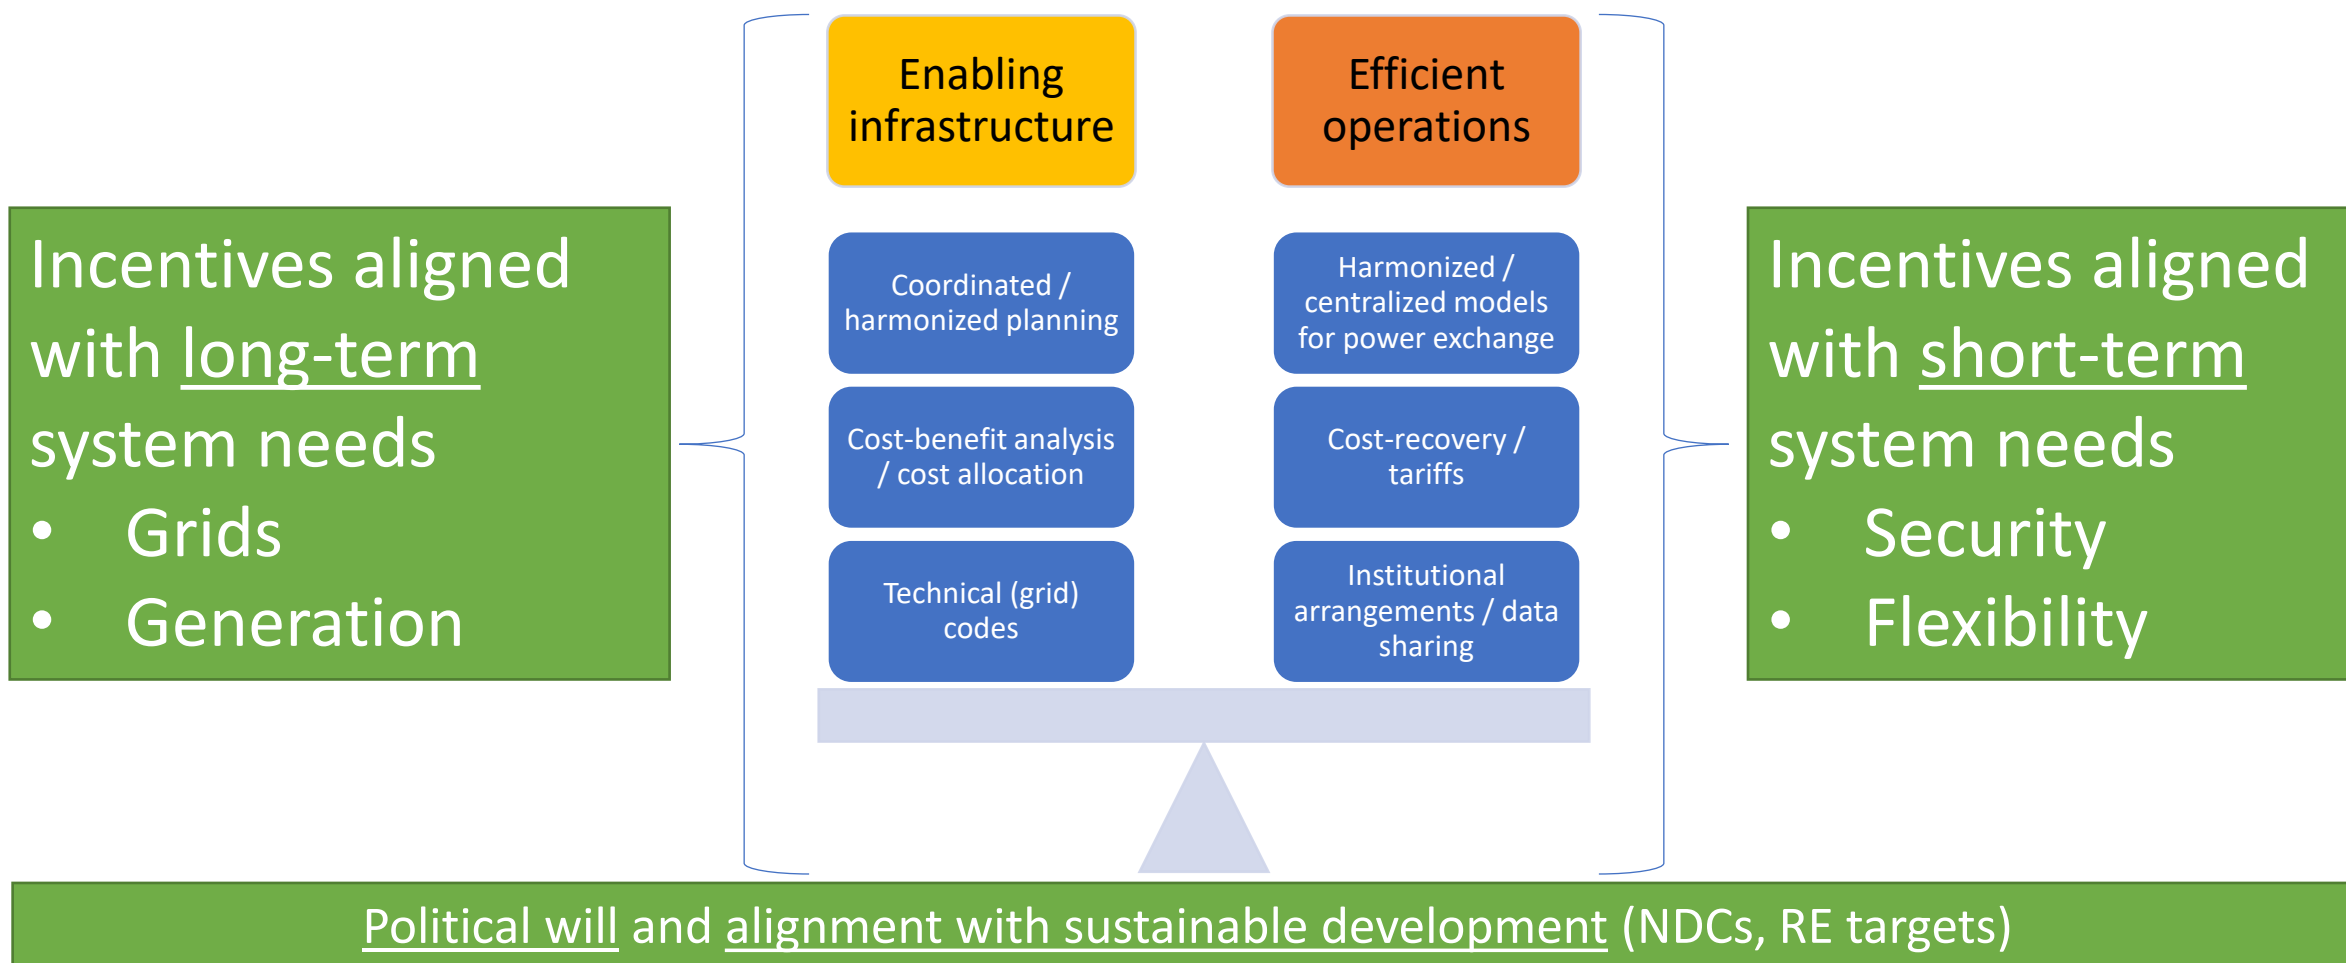 Enabling
infrastructure
Efficient
operations
Incentives aligned
with long-term
system needs
• Grids
• Generation
Coordinated /
harmonized planning
Cost-benefit analysis
/ cost allocation
Technical (grid)
codes
Harmonized /
centralized models
for power exchange
Cost-recovery /
tariffs
Institutional
arrangements / data
sharing
Incentives aligned
with short-term
system needs
• Security
• Flexibility
Political will and alignment with sustainable development (NDCs, RE targets)